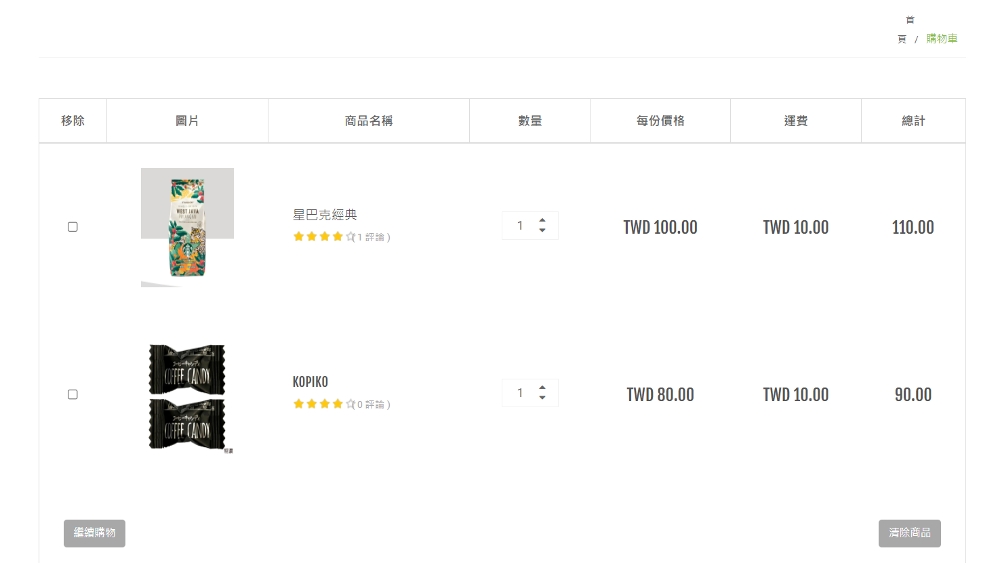 首
頁 / 購物車
移除 圖片 商品名稱 數量 每份價格 運費 總計
WEST JAVA
星巴克經典
( 1 評論 )
1
TWD 100.00
TWD 10.00
110.00
コーヒーキャンディ
COFFEE CANDY
コーヒーキャンディ
COFFEE CANDY
特濃
KOPIKO
( 0 評論 )
1
TWD 80.00
TWD 10.00
90.00
繼續購物
清除商品